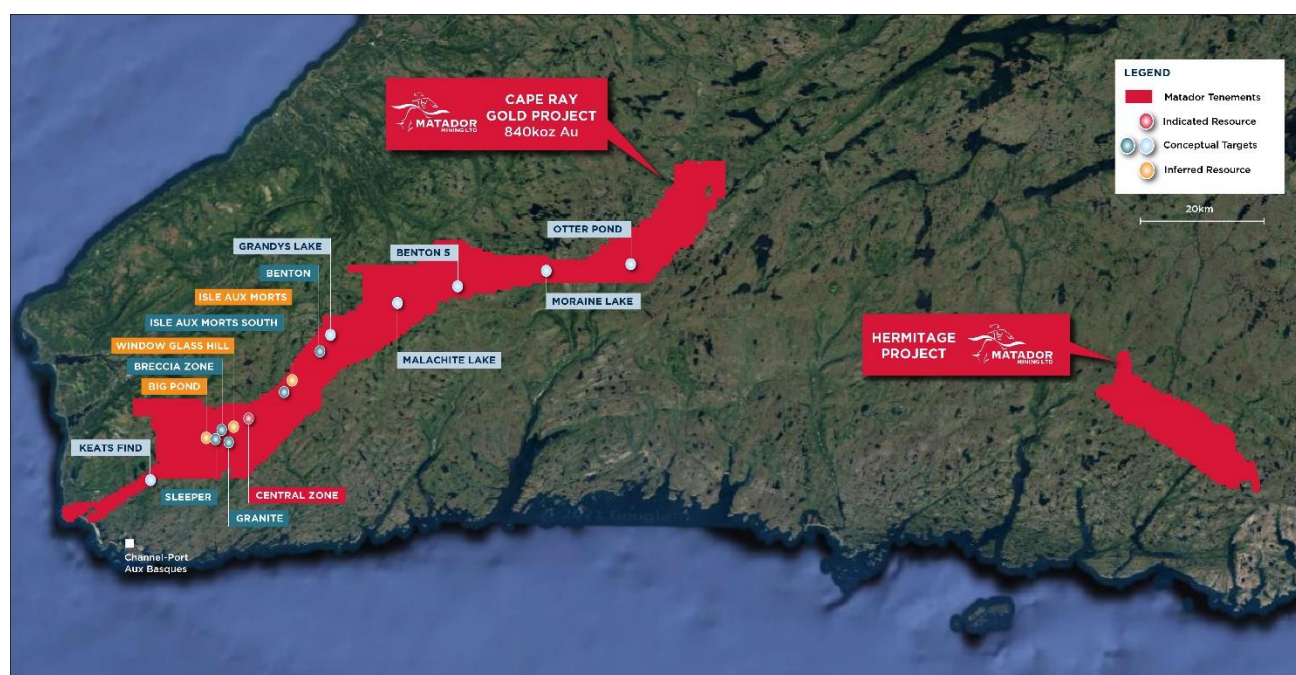 CAPE RAY
GOLD PROJECT
840koz Au
MATADOR
MINING LTD
LEGEND
Matador Tenements
Indicated Resource
Conceptual Targets
Inferred Resource
20km
OTTER POND
GRANDYS LAKE
BENTON 5
BENTON
ISLE AUX MORTS
MORAINE LAKE
ISLE AUX MORTS SOUTH
HERMITAGE
PROJECT
MATADOR
MINING LTD
WINDOW GLASS HILL
MALACHITE LAKE
BRECCIA ZONE
BIG POND
KEATS FIND
SLEEPER
CENTRAL ZONE
GRANITE
Channel-Port
Aux Basques